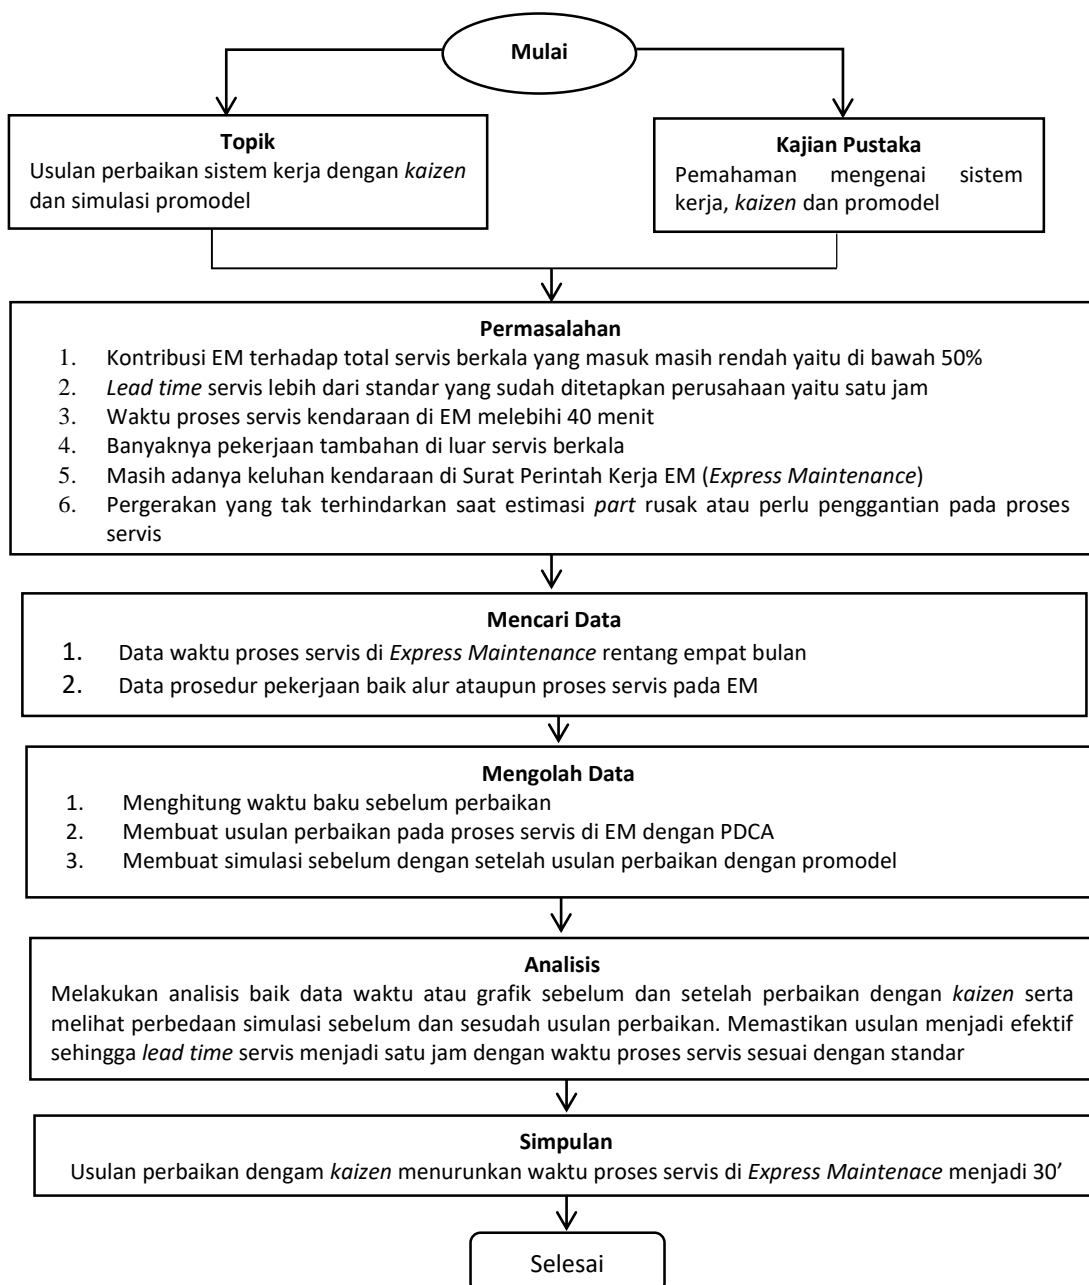 Mulai
Topik
Usulan perbaikan sistem kerja dengan kaizen
dan simulasi promodel
Kajian Pustaka
Pemahaman mengenai sistem
kerja, kaizen dan promodel
Permasalahan
1. Kontribusi EM terhadap total servis berkala yang masuk masih rendah yaitu di bawah 50%
2. Lead time servis lebih dari standar yang sudah ditetapkan perusahaan yaitu satu jam
3. Waktu proses servis kendaraan di EM melebihi 40 menit
4. Banyaknya pekerjaan tambahan di luar servis berkala
5. Masih adanya keluhan kendaraan di Surat Perintah Kerja EM (Express Maintenance)
6. Pergerakan yang tak terhindarkan saat estimasi part rusak atau perlu penggantian pada proses
servis
Mencari Data
1. Data waktu proses servis di Express Maintenance rentang empat bulan
2. Data prosedur pekerjaan baik alur ataupun proses servis pada EM
Mengolah Data
1. Menghitung waktu baku sebelum perbaikan
2. Membuat usulan perbaikan pada proses servis di EM dengan PDCA
3. Membuat simulasi sebelum dengan setelah usulan perbaikan dengan promodel
Analisis
Melakukan analisis baik data waktu atau grafik sebelum dan setelah perbaikan dengan kaizen serta
melihat perbedaan simulasi sebelum dan sesudah usulan perbaikan. Memastikan usulan menjadi efektif
sehingga lead time servis menjadi satu jam dengan waktu proses servis sesuai dengan standar
Simpulan
Usulan perbaikan dengam kaizen menurunkan waktu proses servis di Express Maintenace menjadi 30’
Selesai